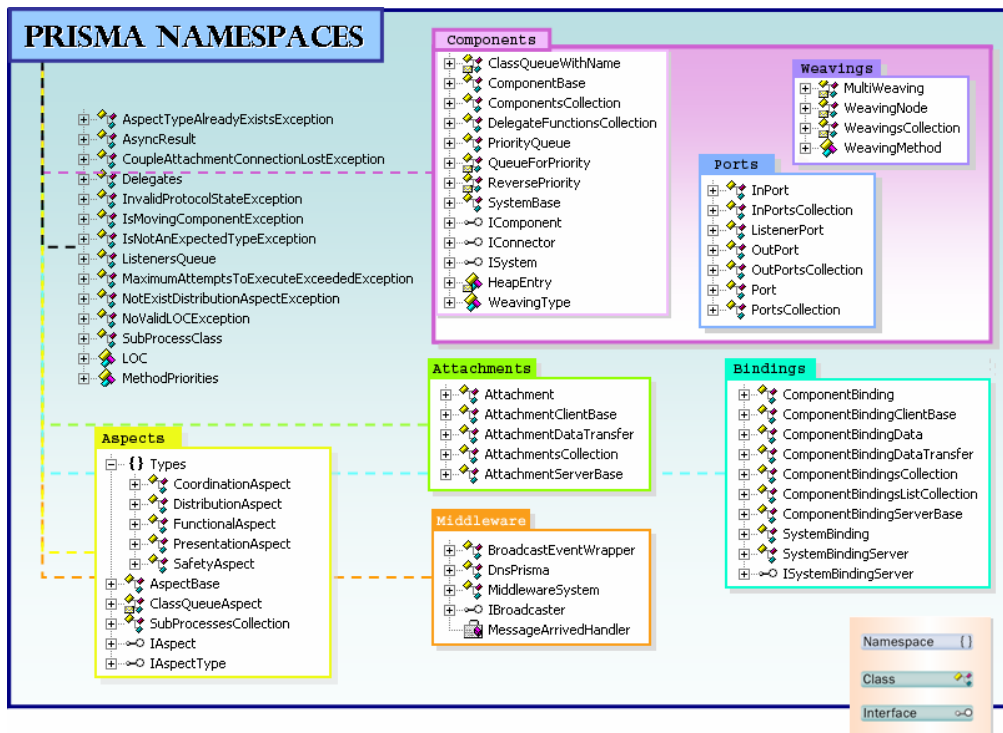 PRISMA NAMESPACES
AspectTypeAlreadyExistsException
AsyncResult
CoupleAttachmentConnectionLostException
Delegates
InvalidProtocolStateException
IsMovingComponentException
IsNotAnExpectedTypeException
ListenersQueue
MaximumAttemptsToExecuteExceededException
NotExistDistributionAspectException
NoValidLOCException
SubProcessClass
LOC
MethodPriorities
Components
ClassQueueWithName
ComponentBase
ComponentsCollection
DelegateFunctionsCollection
PriorityQueue
QueueForPriority
ReversePriority
SystemBase
IComponent
IConnector
ISystem
HeapEntry
WeavingType
Weavings
MultiWeaving
WeavingNode
WeavingsCollection
WeavingMethod
Ports
InPort
InPortsCollection
ListenerPort
OutPort
OutPortsCollection
Port
PortsCollection
Attachments
Attachment
AttachmentClientBase
AttachmentDataTransfer
AttachmentsCollection
AttachmentServerBase
Bindings
ComponentBinding
ComponentBindingClientBase
ComponentBindingData
ComponentBindingDataTransfer
ComponentBindingsCollection
ComponentBindingsListCollection
ComponentBindingServerBase
SystemBinding
SystemBindingServer
ISystemBindingServer
Aspects
{} Types
CoordinationAspect
DistributionAspect
FunctionalAspect
PresentationAspect
SafetyAspect
AspectBase
ClassQueueAspect
SubProcessesCollection
IAspect
IAspectType
Middleware
BroadcastEventWrapper
DnsPrisma
MiddlewareSystem
IBroadcaster
MessageArrivedHandler
Namespace {}
Class
Interface